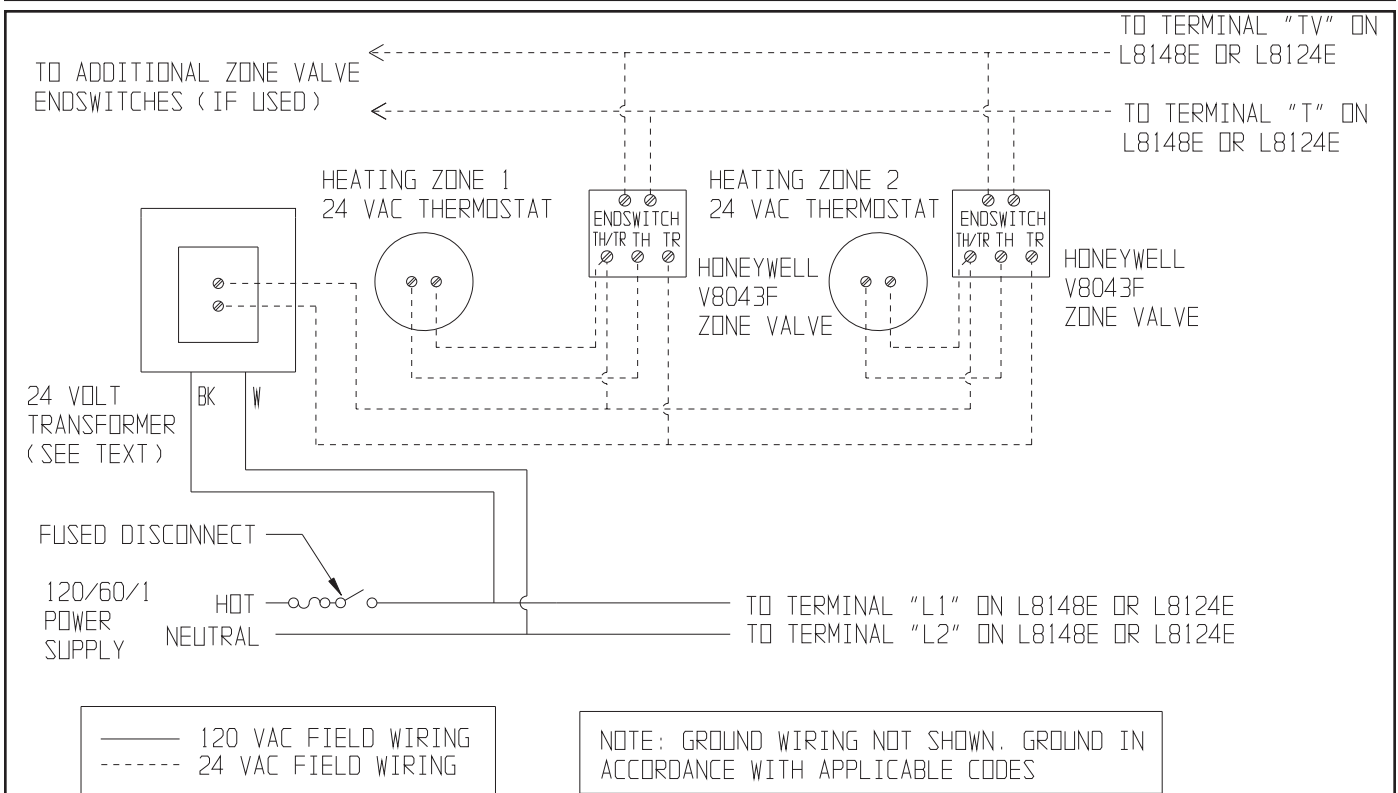 TO TERMINAL "TV" ON
L8148E OR L8124E
TO ADDITIONAL ZONE VALVE
ENDSWITCHES (IF USED)
TO TERMINAL "T" ON
L8148E OR L8124E
HEATING ZONE 1
24 VAC THERMOSTAT
ENDSWITCH
TH/TR TH TR
HONEYWELL
V8043F
ZONE VALVE
HEATING ZONE 2
24 VAC THERMOSTAT
ENDSWITCH
TH/TR TH TR
HONEYWELL
V8043F
ZONE VALVE
24 VOLT
TRANSFORMER
(SEE TEXT)
BK
W
FUSED DISCONNECT
120/60/1
POWER
SUPPLY
HOT
NEUTRAL
TO TERMINAL "L1" ON L8148E OR L8124E
TO TERMINAL "L2" ON L8148E OR L8124E
120 VAC FIELD WIRING
24 VAC FIELD WIRING
NOTE: GROUND WIRING NOT SHOWN. GROUND IN
ACCORDANCE WITH APPLICABLE CODES